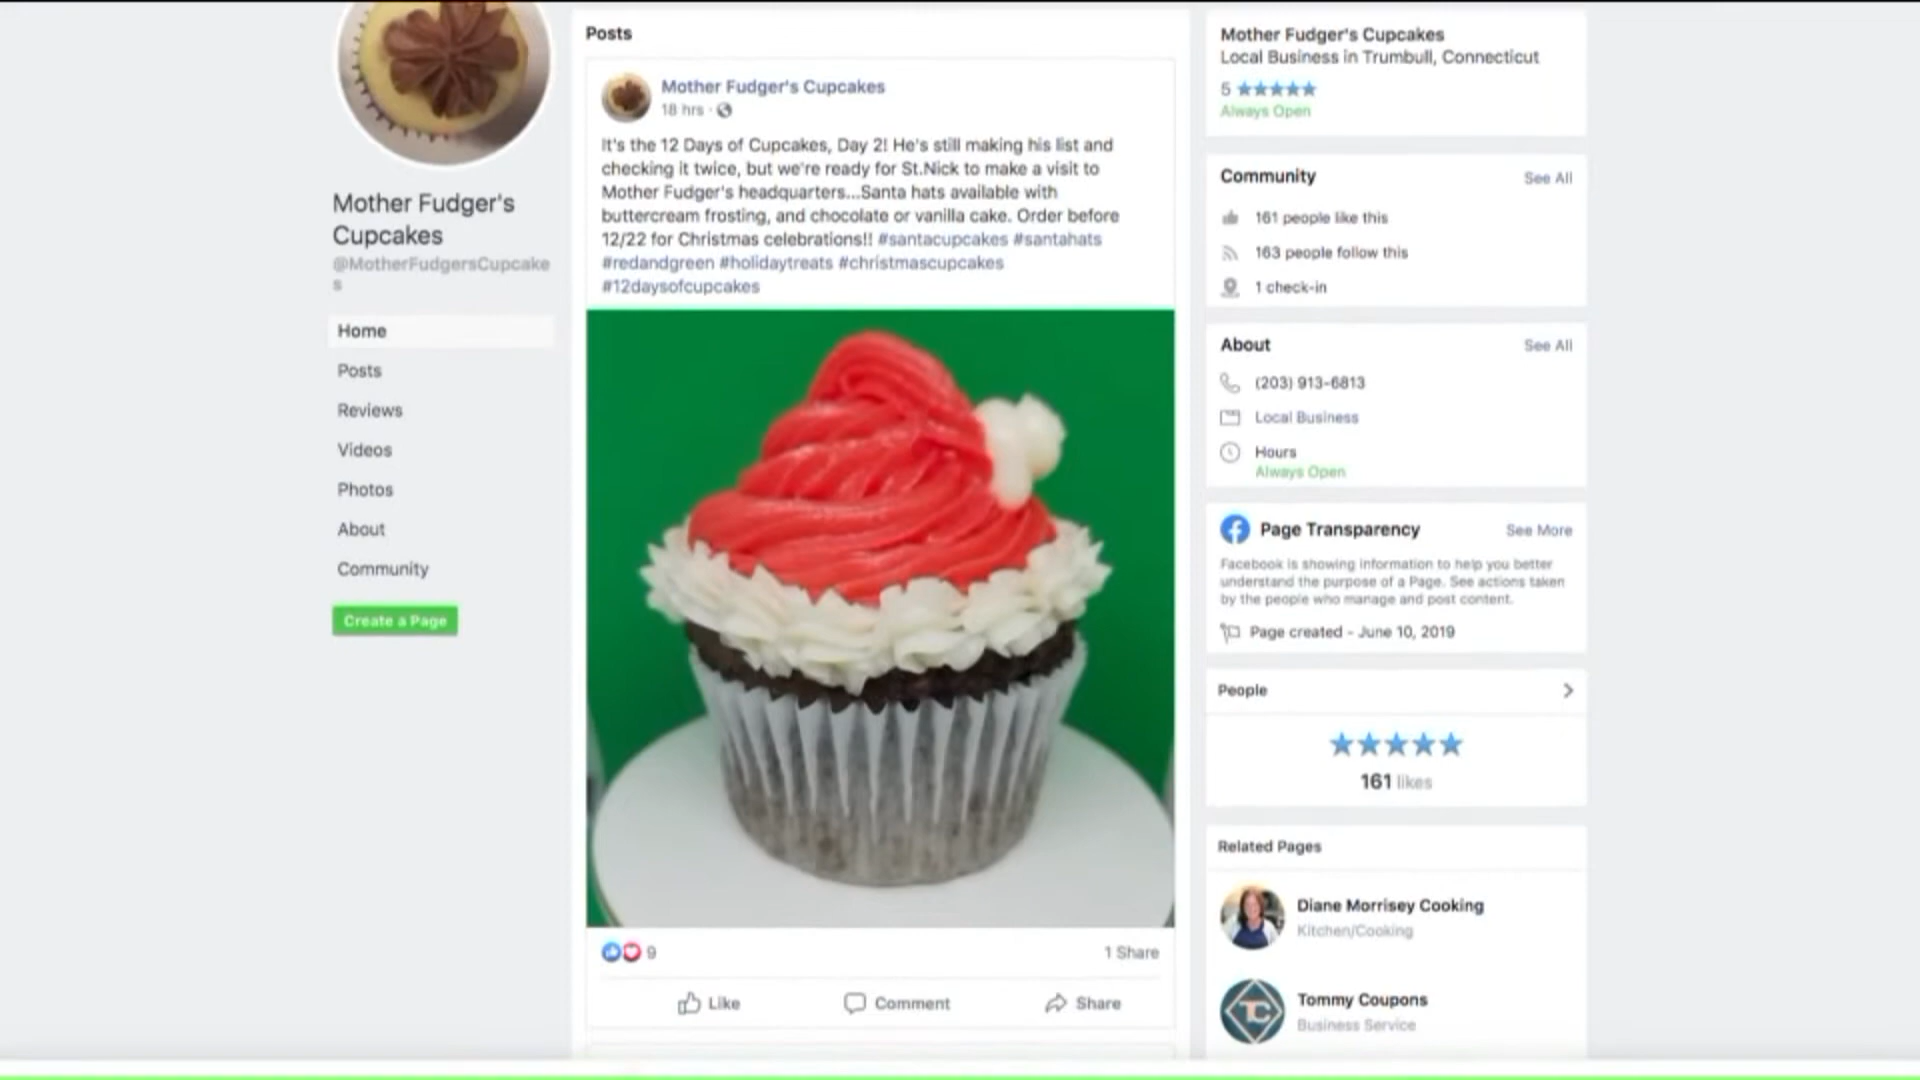 Mother Fudger's
Cupcakes
@MotherFudgersCupcake
s
Home
Posts
Reviews
Videos
Photos
About
Community
Create a Page
Posts
Mother Fudger's Cupcakes
18 hrs ·
It's the 12 Days of Cupcakes, Day 2! He's still making his list and
checking it twice, but we're ready for St.Nick to make a visit to
Mother Fudger's headquarters...Santa hats available with
buttercream frosting, and chocolate or vanilla cake. Order before
12/22 for Christmas celebrations!! #santacupcakes #santahats
#redandgreen #holidaytreats #christmascupcakes
#12daysofcupcakes
9
1 Share
Like
Comment
Share
Mother Fudger's Cupcakes
Local Business in Trumbull, Connecticut
5 ★★★★★
Always Open
Community
See All
161 people like this
163 people follow this
1 check-in
About
See All
(203) 913-6813
Local Business
Hours
Always Open
Page Transparency
See More
Facebook is showing information to help you better
understand the purpose of a Page. See actions taken
by the people who manage and post content.
Page created - June 10, 2019
People
★★★★★
161 likes
Related Pages
Diane Morrisey Cooking
Kitchen/Cooking
TC
Tommy Coupons
Business Service